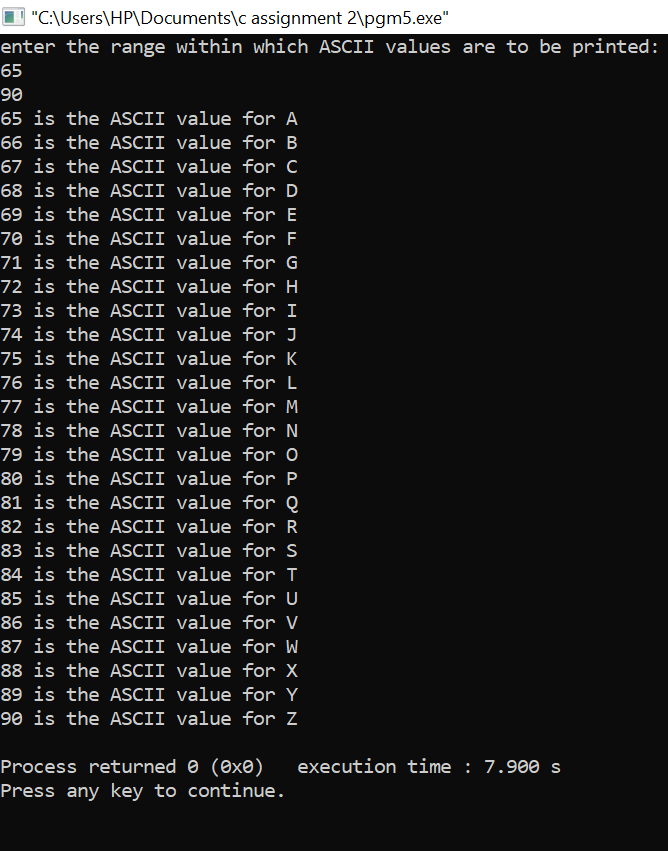 "C:\Users\HP\Documents\c assignment 2\pgm5.exe"
enter the range within which ASCII values are to be printed:
65
90
65 is the ASCII value for A
66 is the ASCII value for B
67 is the ASCII value for C
68 is the ASCII value for D
69 is the ASCII value for E
70 is the ASCII value for F
71 is the ASCII value for G
72 is the ASCII value for H
73 is the ASCII value for I
74 is the ASCII value for J
75 is the ASCII value for K
76 is the ASCII value for L
77 is the ASCII value for M
78 is the ASCII value for N
79 is the ASCII value for O
80 is the ASCII value for P
81 is the ASCII value for Q
82 is the ASCII value for R
83 is the ASCII value for S
84 is the ASCII value for T
85 is the ASCII value for U
86 is the ASCII value for V
87 is the ASCII value for W
88 is the ASCII value for X
89 is the ASCII value for Y
90 is the ASCII value for Z
Process returned 0 (0x0)   execution time : 7.900 s
Press any key to continue.